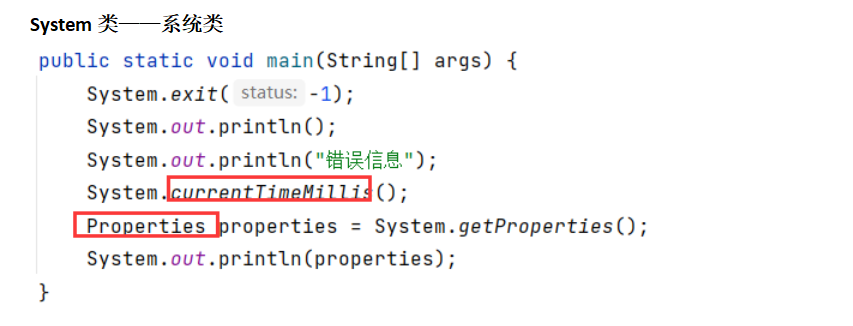 System 类——系统类
public static void main(String[] args) {
System.exit( status: -1);
System.out.println();
System.out.println("错误信息");
System.currentTimeMillis();
Properties properties = System.getProperties();
System.out.println(properties);
}